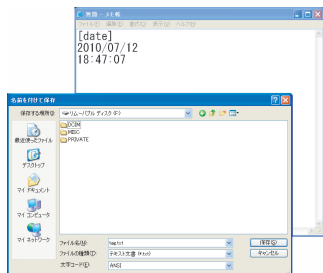 無題 - メモ帳
ファイル(F) 編集(E) 書式(O) 表示(V) ヘルプ(H)
[date]
2010/07/12
18:47:07
名前を付けて保存
保存する場所(I):
リムーバブル ディスク (F:)
DCIM
MISC
PRIVATE
最近使ったファイル
デスクトップ
マイ ドキュメント
マイ コンピュータ
マイ ネットワーク
ファイル名(N):
保存(S)
ファイルの種類(T):
テキスト文書 (*.txt)
キャンセル
文字コード(E):
ANSI